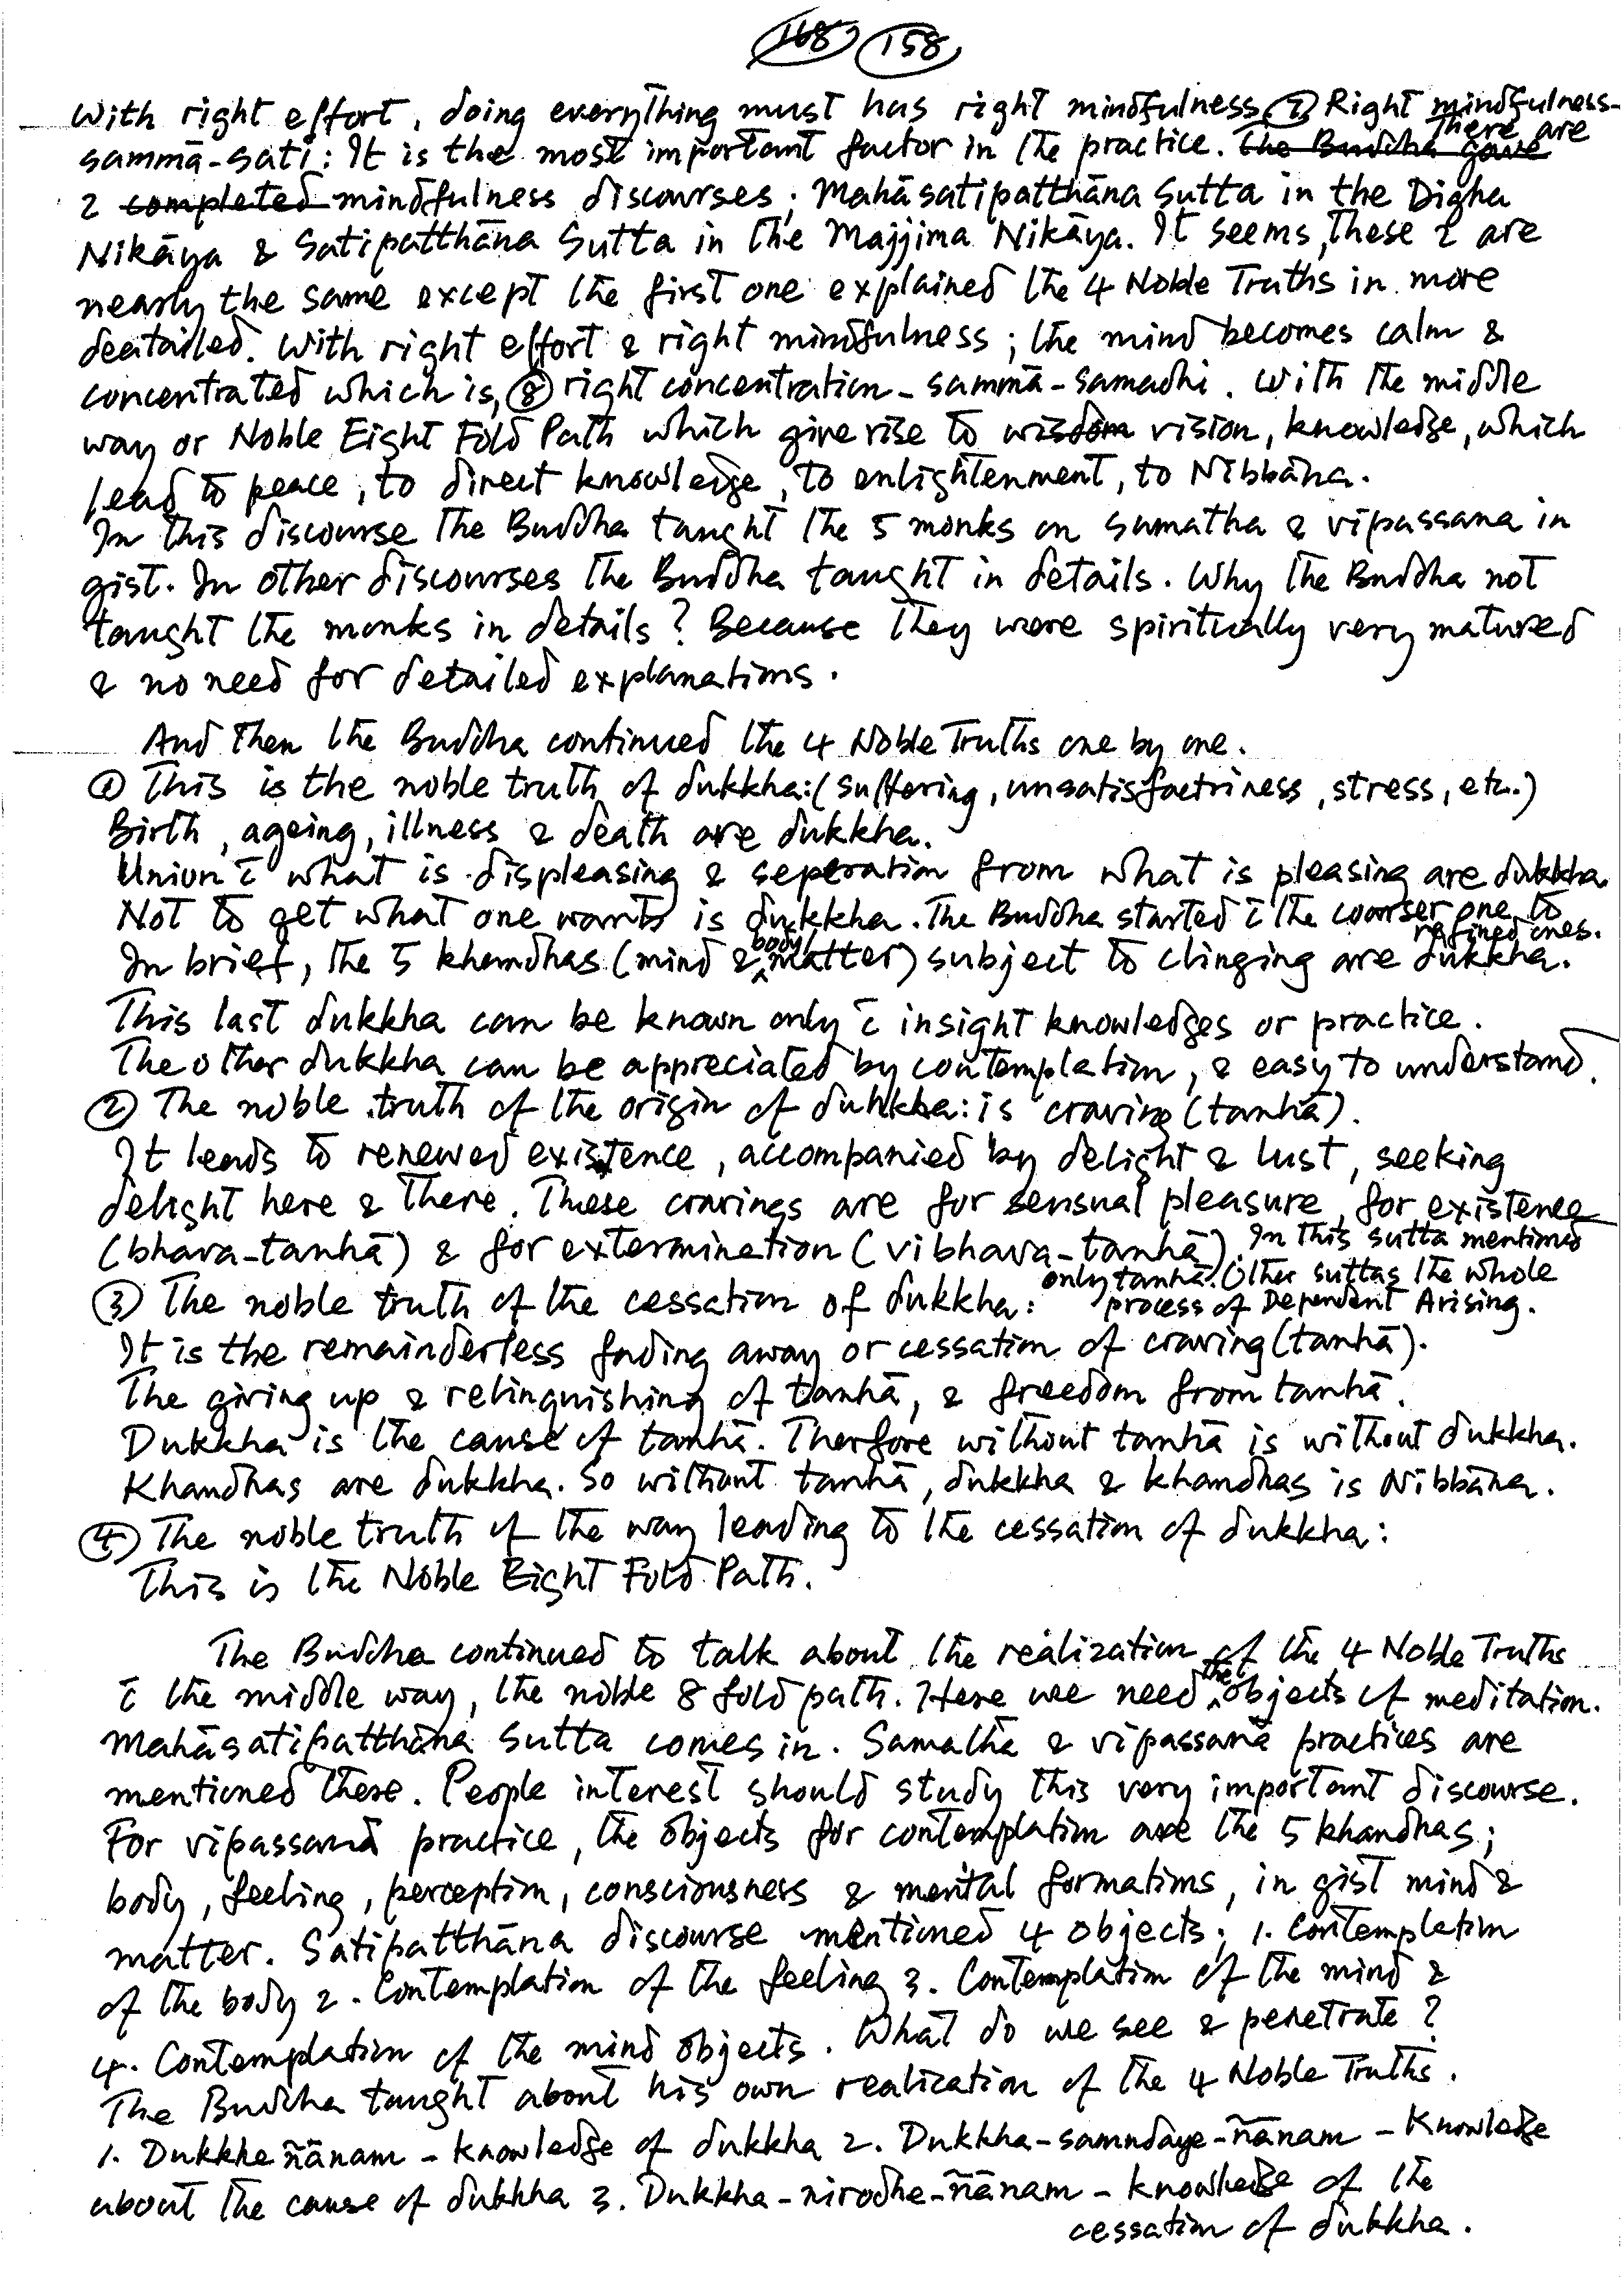 168 158
With right effort, doing everything must has right mindfulness. ⑦ Right mindfulness-
sammā-sati: It is the most important factor in the practice. the Buddha gave There are
2 completed mindfulness discourses; Mahāsatipatthāna Sutta in the Digha
Nikāya & Satipatthāna Sutta in the Majjima Nikāya. It seems, these 2 are
nearly the same except the first one explained the 4 Noble Truths in more
deatailed. With right effort & right mindfulness; the mind becomes calm &
concentrated which is, ⑧ right concentration - sammā-samadhi. With the middle
way or Noble Eight Fold Path which give rise to wisdom vision, knowledge, which
lead to peace, to direct knowledge, to enlightenment, to Nibbāna.
In this discourse the Buddha taught the 5 monks on samatha & vipassana in
gist. In other discourses the Buddha taught in details. Why the Buddha not
taught the monks in details? Because they were spiritually very matured
& no need for detailed explanations.
And then the Buddha continued the 4 Noble Truths one by one.
① This is the noble truth of dukkha: (suffering, unsatisfactriness, stress, etc..)
Birth, ageing, illness & death are dukkha.
Union c̄ what is displeasing & seperation from what is pleasing are dukkha.
Not to get what one wants is dukkha. The Buddha started c̄ the coarser one to
refined ones.
In brief, the 5 khandhas (mind & body/matter) subject to clinging are dukkha.
This last dukkha can be known only c̄ insight knowledges or practice.
The other dukkha can be appreciated by contemplation, & easy to understand.
② The noble truth of the origin of dukkha: is craving (tanhā).
It leads to renewed existence, accompanied by delight & lust, seeking
delight here & there. These cravings are for sensual pleasure, for existence
(bhava-tanhā) & for extermination (vibhava-tanhā). In this sutta mentioned
only tanhā. Other suttas the whole
process of Dependent Arising.
③ The noble truth of the cessation of dukkha:
It is the remainderless fading away or cessation of craving (tanhā).
The giving up & relinquishing of tanhā, & freedom from tanhā.
Dukkha is the cause of tanhā. Therfore without tanhā is without dukkha.
Khandhas are dukkha. So without tanhā, dukkha & khandhas is Nibbāna.
④ The noble truth of the way leading to the cessation of dukkha:
This is the Noble Eight Fold Path.
The Buddha continued to talk about the realization of the 4 Noble Truths
c̄ the middle way, the noble 8 fold path. Here we need the objects of meditation.
Mahāsatipatthāna Sutta comes in. Samatha & vipassanā practices are
mentioned these. People interest should study this very important discourse.
For vipassanā practice, the objects for contemplation are the 5 khandhas;
body, feeling, perception, consciousness & mental formations, in gist mind &
matter. Satipatthāna discourse mentioned 4 objects; 1. Contemplation
of the body 2. Contemplation of the feeling 3. Contemplation of the mind &
4. Contemplation of the mind objects. What do we see & penetrate?
The Buddha taught about his own realization of the 4 Noble Truths.
1. Dukkhe ñānam - knowledge of dukkha 2. Dukkha-samudaye-ñānam - Knowledge
about the cause of dukkha 3. Dukkha-nirodhe-ñānam - knowledge of the
cessation of dukkha.